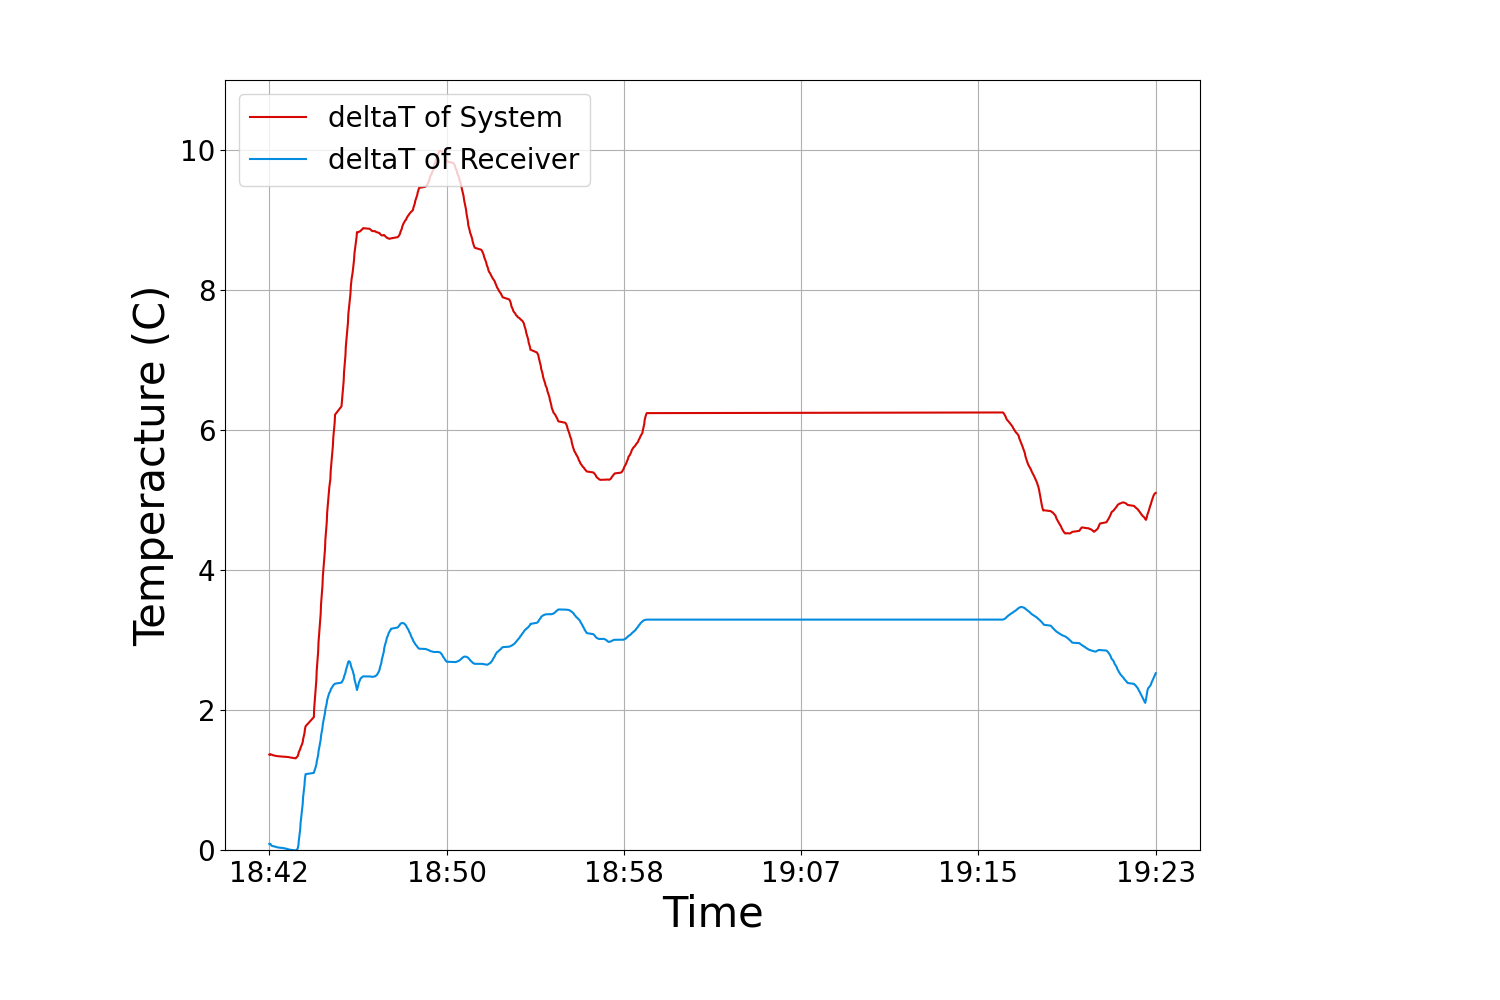 deltaT of System
deltaT of Receiver
10
8
6
4
2
0
Temperacture (C)
18:42 18:50 18:58 19:07 19:15 19:23
Time